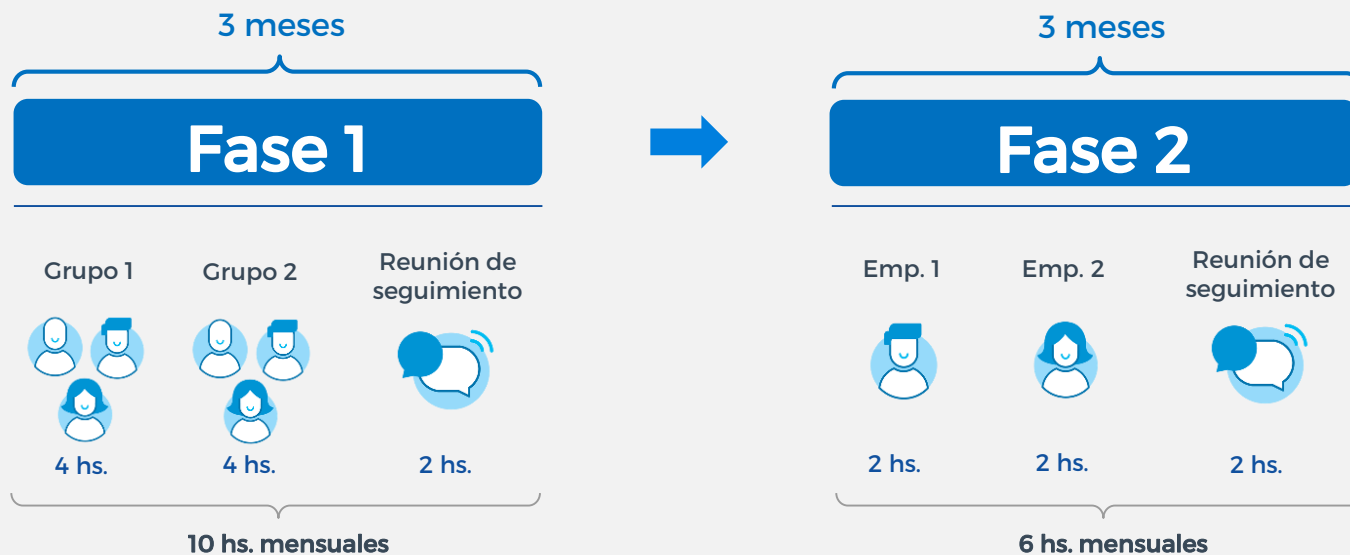 3 meses
Fase 1
Grupo 1
Grupo 2
Reunión de
seguimiento
4 hs.
4 hs.
2 hs.
10 hs. mensuales
3 meses
Fase 2
Emp. 1
Emp. 2
Reunión de
seguimiento
2 hs.
2 hs.
2 hs.
6 hs. mensuales